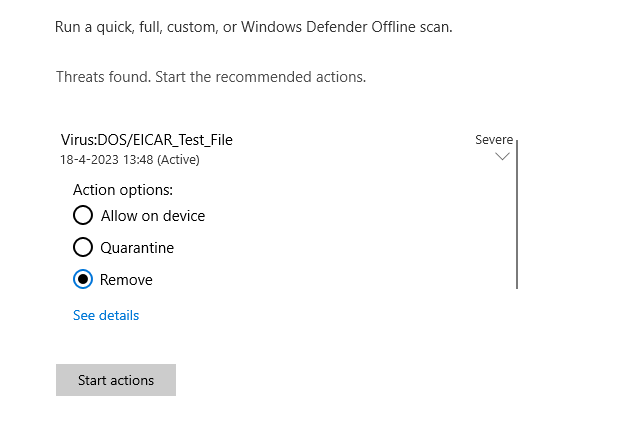 Run a quick, full, custom, or Windows Defender Offline scan.
Threats found. Start the recommended actions.
Virus:DOS/EICAR_Test_File Severe
18-4-2023 13:48 (Active)
Action options:
Allow on device
Quarantine
Remove
See details
Start actions